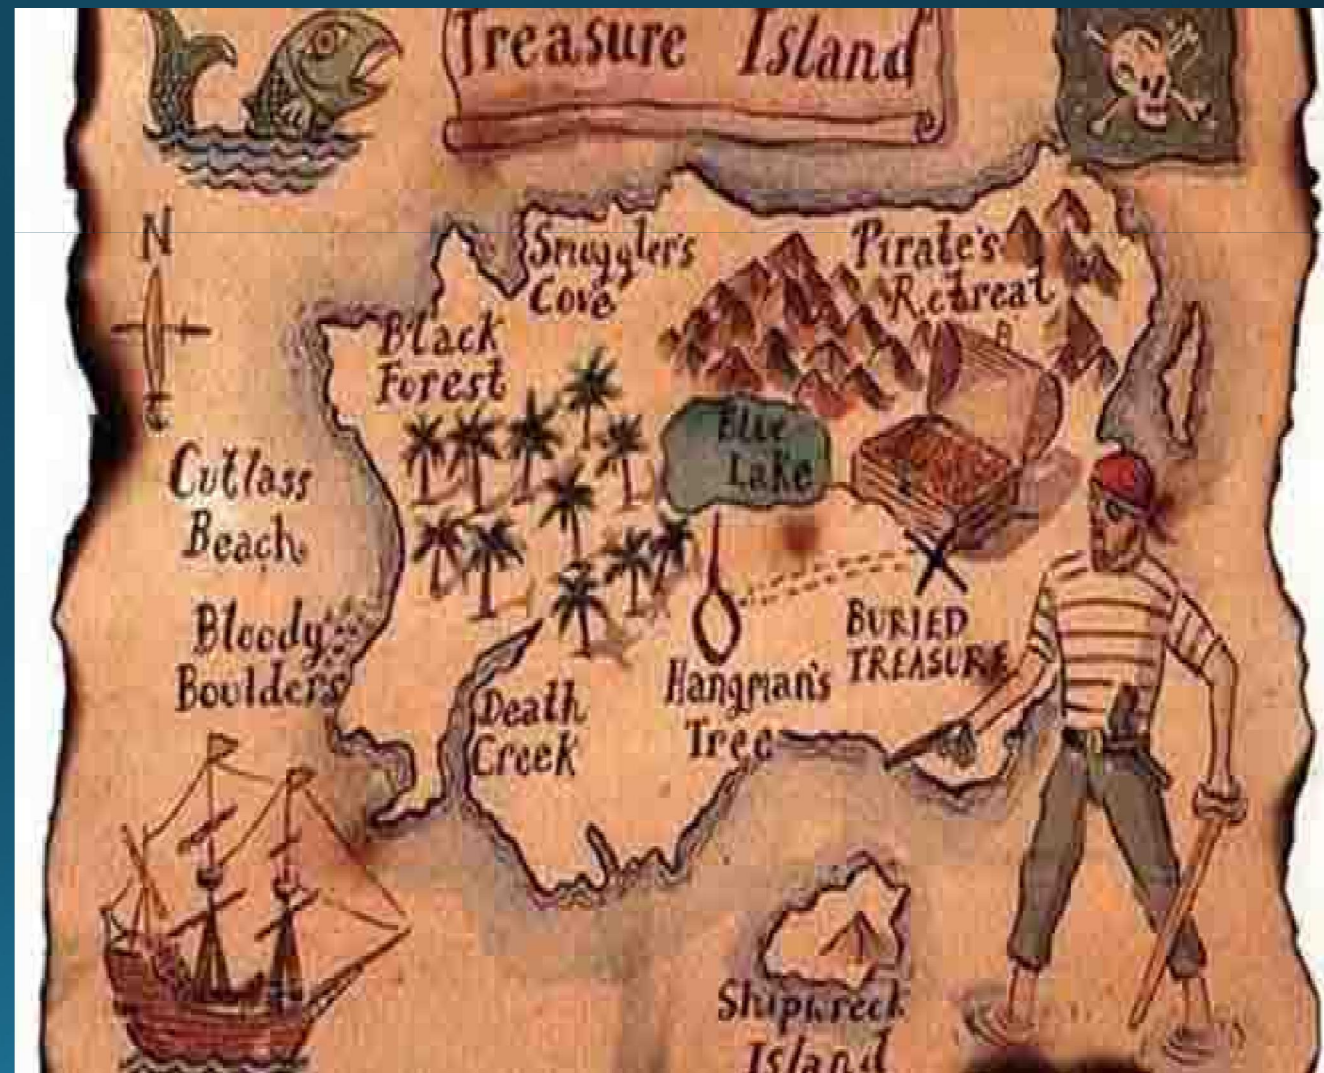 Treasure Island
N
Smuggler's
Cove
Pirate's
Retreat
Black
Forest
Blue
Lake
Cutlass
Beach
Bloody
Boulders
BURIED
TREASURE
Hangman's
Tree
Death
Creek
Shipwreck
Island